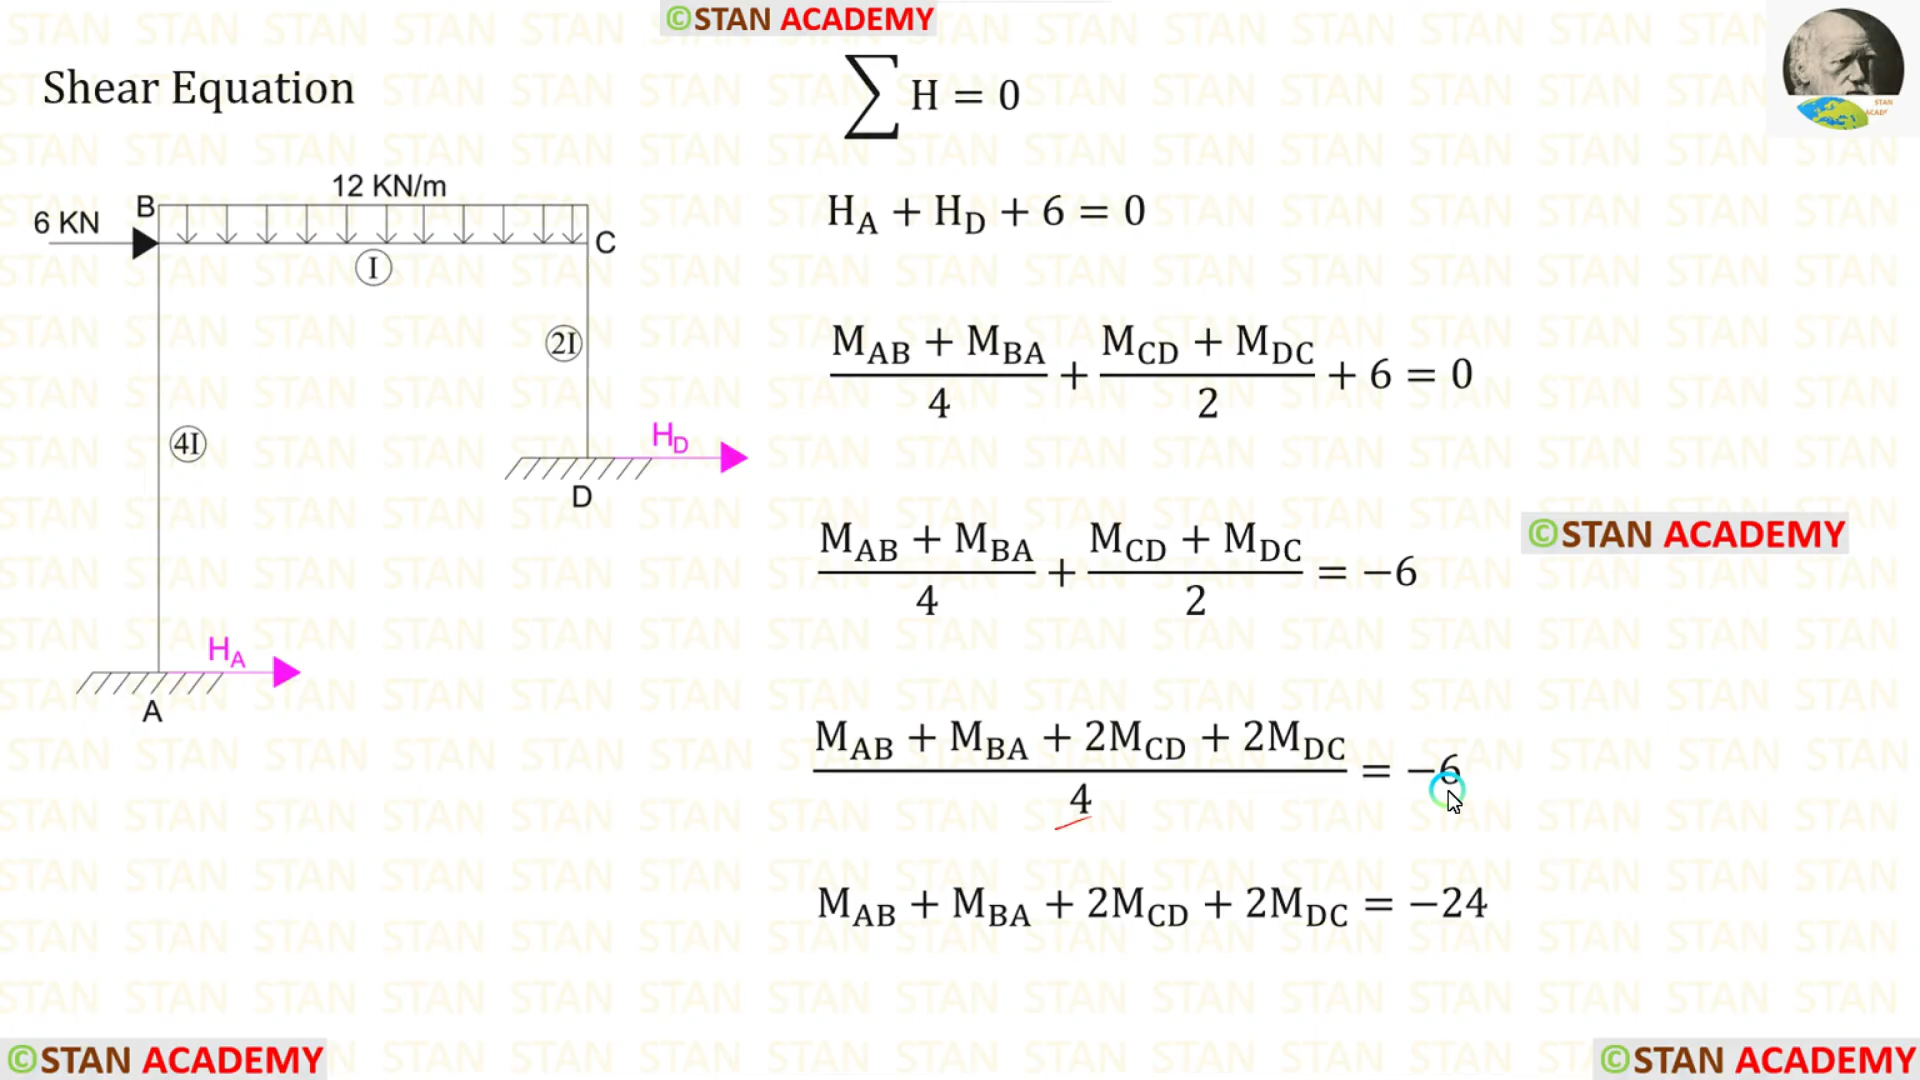 ©STAN ACADEMY
Shear Equation
∑ H = 0
STAN ACADEMY
12 KN/m
6 KN
B
C
I
H_A + H_D + 6 = 0
2I
(M_AB + M_BA)/4 + (M_CD + M_DC)/2 + 6 = 0
4I
H_D
D
©STAN ACADEMY
(M_AB + M_BA)/4 + (M_CD + M_DC)/2 = −6
H_A
A
(M_AB + M_BA + 2M_CD + 2M_DC)/4 = −6
M_AB + M_BA + 2M_CD + 2M_DC = −24
©STAN ACADEMY
©STAN ACADEMY